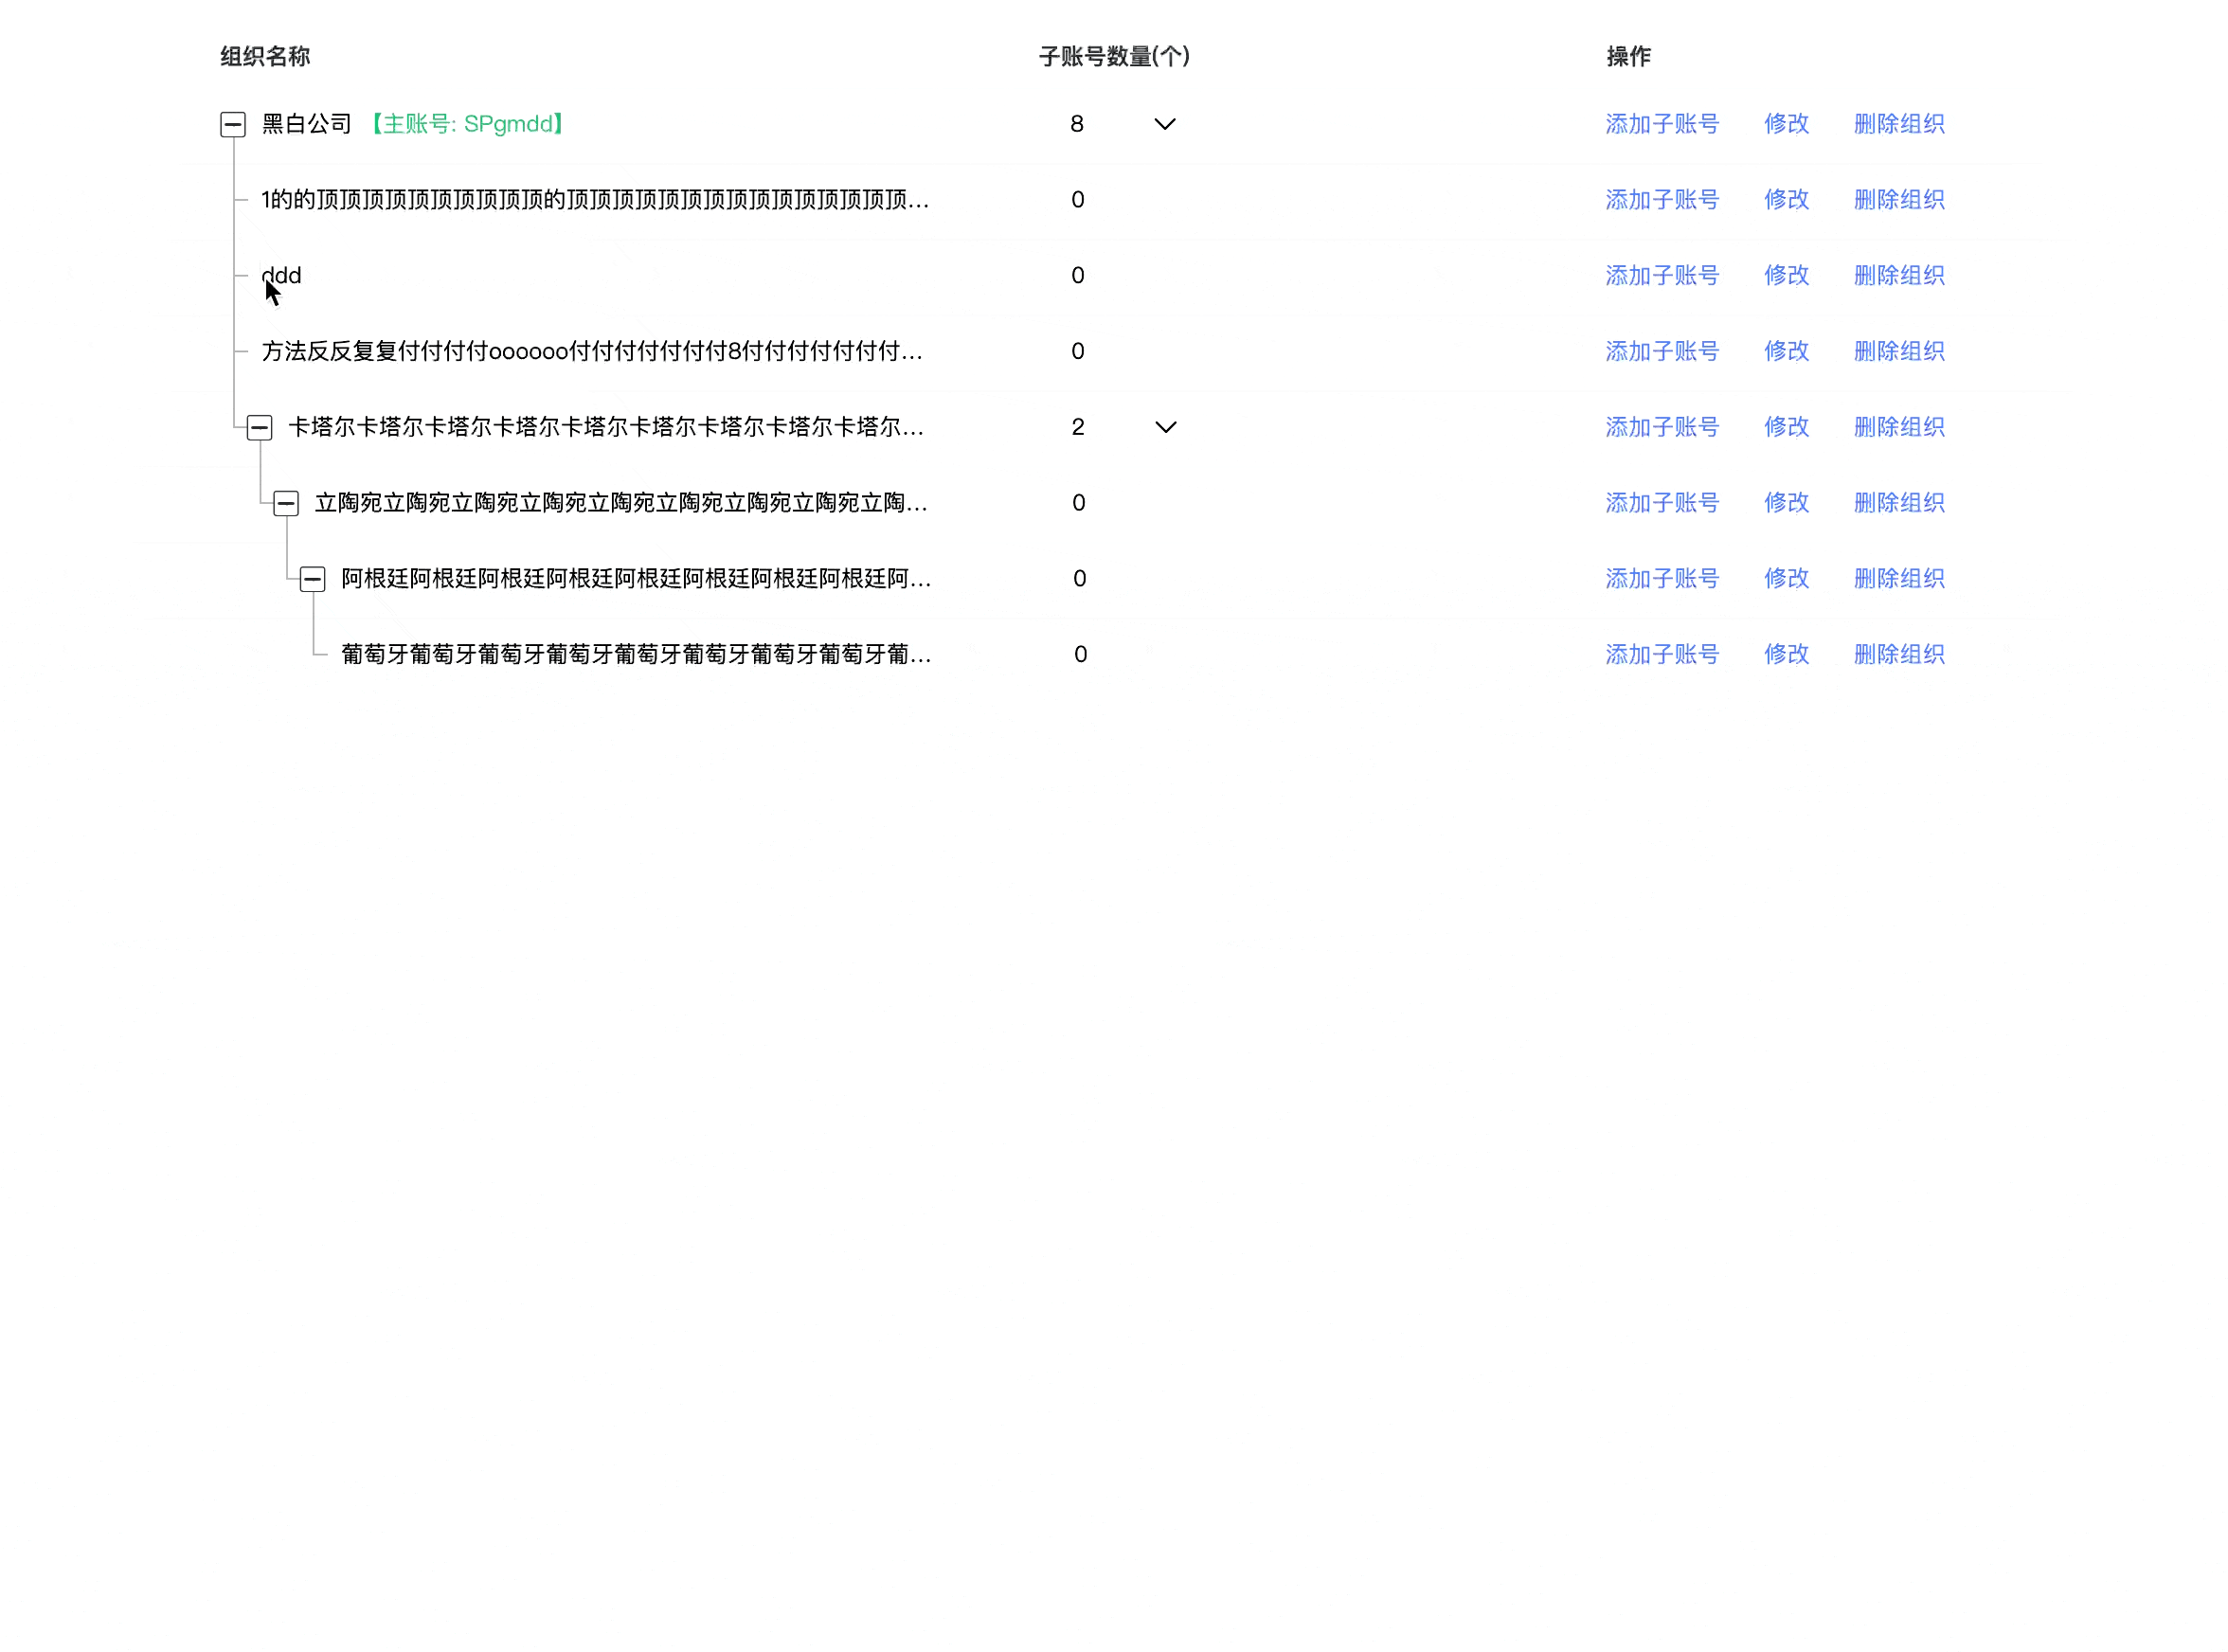 组织名称 子账号数量(个) 操作
黑白公司 【主账号: SPgmdd】 8 添加子账号 修改 删除组织
1的的顶顶顶顶顶顶顶顶顶顶的顶顶顶顶顶顶顶顶顶顶顶顶顶顶顶... 0 添加子账号 修改 删除组织
ddd 0 添加子账号 修改 删除组织
方法反反复复付付付付oooooo付付付付付付付8付付付付付付付... 0 添加子账号 修改 删除组织
卡塔尔卡塔尔卡塔尔卡塔尔卡塔尔卡塔尔卡塔尔卡塔尔卡塔尔... 2 添加子账号 修改 删除组织
立陶宛立陶宛立陶宛立陶宛立陶宛立陶宛立陶宛立陶宛立陶... 0 添加子账号 修改 删除组织
阿根廷阿根廷阿根廷阿根廷阿根廷阿根廷阿根廷阿根廷阿... 0 添加子账号 修改 删除组织
葡萄牙葡萄牙葡萄牙葡萄牙葡萄牙葡萄牙葡萄牙葡萄牙葡... 0 添加子账号 修改 删除组织